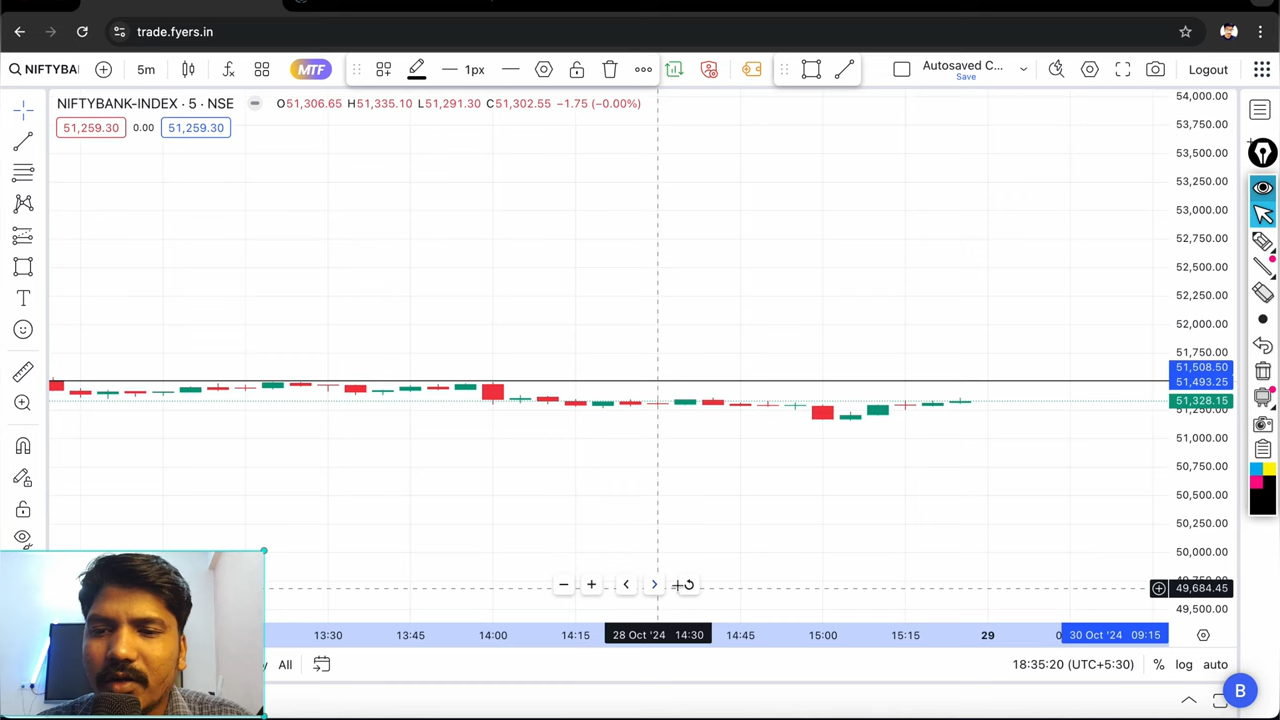 trade.fyers.in
NIFTYBA
5m
MTF
1px
Autosaved C...
Save
Logout
NIFTYBANK-INDEX · 5 · NSE
O51,306.65 H51,335.10 L51,291.30 C51,302.55 −1.75 (−0.00%)
51,259.30 0.00 51,259.30
54,000.00
53,750.00
53,500.00
53,250.00
53,000.00
52,750.00
52,500.00
52,250.00
52,000.00
51,750.00
51,508.50
51,493.25
51,328.15
51,250.00
51,000.00
50,750.00
50,500.00
50,250.00
50,000.00
49,684.45
49,500.00
13:30 13:45 14:00 14:15 28 Oct '24 14:30 14:45 15:00 15:15 29 30 Oct '24 09:15
All
18:35:20 (UTC+5:30) % log auto
B